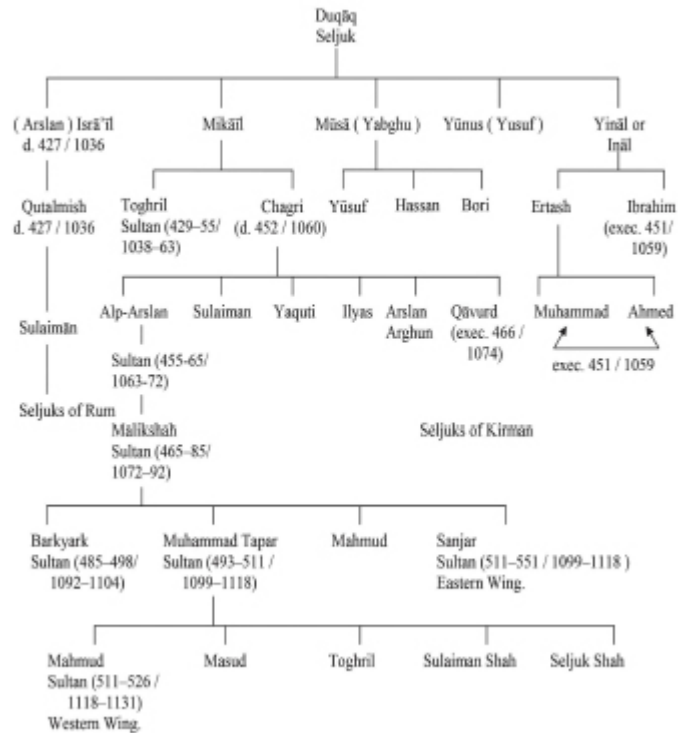 Duqāq
Seljuk
( Arslan ) Isrā'īl
d. 427 / 1036
Mikāīl
Mūsā ( Yabghu )
Yūnus ( Yusuf )
Yināl or
Ināl
Qutalmish
d. 427 / 1036
Toghril
Sultan (429–55/
1038–63)
Chagri
(d. 452 / 1060)
Yūsuf
Hassan
Bori
Ertash
Ibrahim
(exec. 451/
1059)
Sulaimān
Alp-Arslan
Sulaiman
Yaquti
Ilyas
Arslan
Arghun
Qāvurd
(exec. 466 /
1074)
Muhammad
Ahmed
exec. 451 / 1059
Sultan (455-65/
1063-72)
Seljuks of Rum
Malikshah
Sultan (465–85/
1072–92)
Seljuks of Kirman
Barkyark
Sultan (485–498/
1092–1104)
Muhammad Tapar
Sultan (493–511 /
1099–1118)
Mahmud
Sanjar
Sultan (511–551 / 1099–1118 )
Eastern Wing.
Mahmud
Sultan (511–526 /
1118–1131)
Western Wing.
Masud
Toghril
Sulaiman Shah
Seljuk Shah